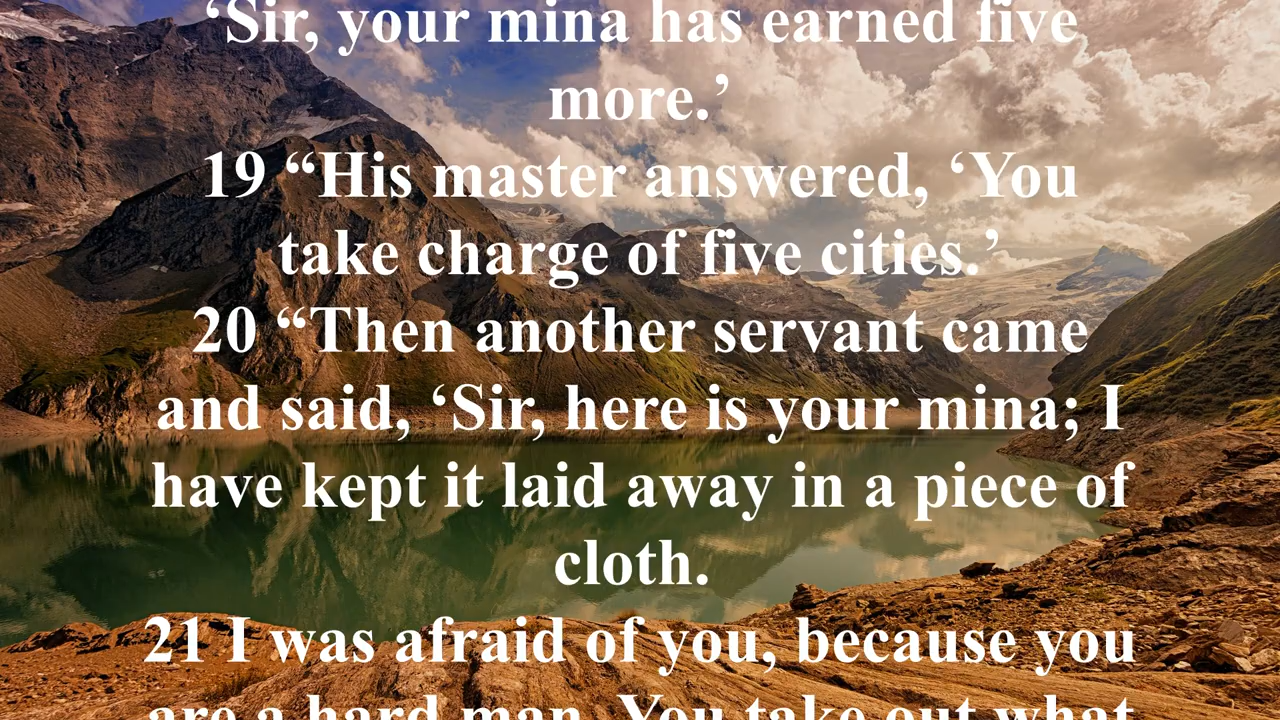 ‘Sir, your mina has earned five
more.’
19 “His master answered, ‘You
take charge of five cities.’
20 “Then another servant came
and said, ‘Sir, here is your mina; I
have kept it laid away in a piece of
cloth.
21 I was afraid of you, because you
are a hard man. You take out what